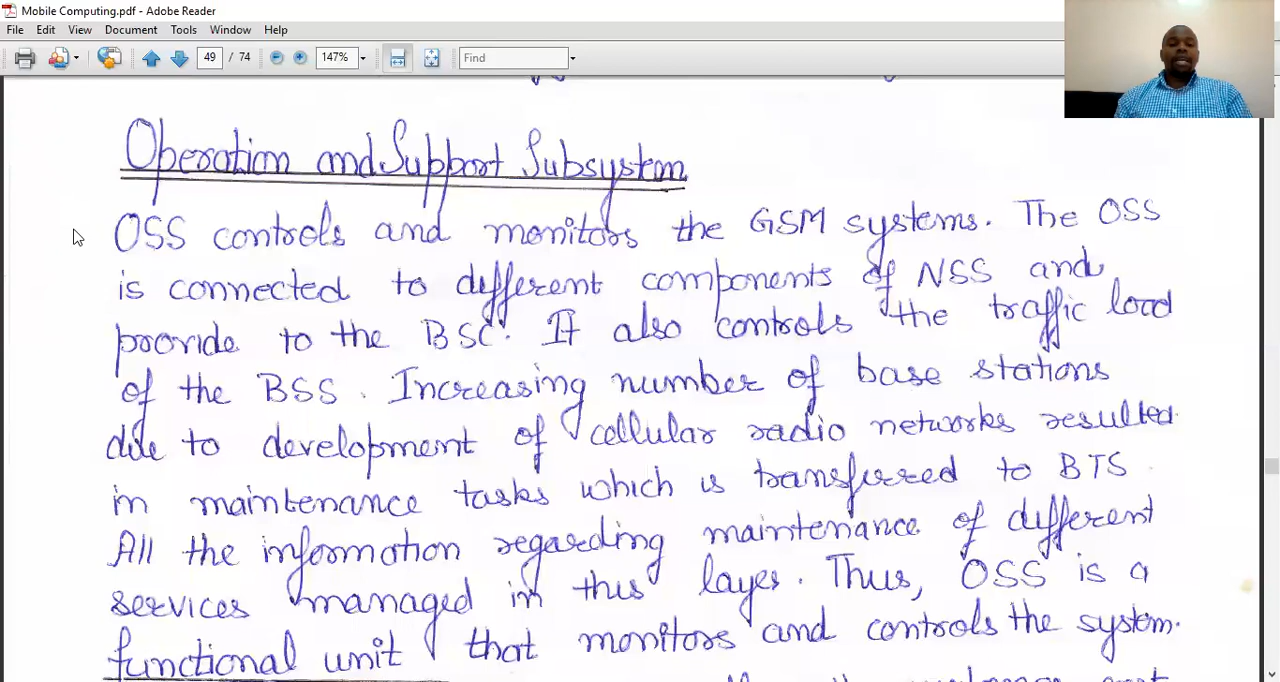 Mobile Computing.pdf - Adobe Reader
File Edit View Document Tools Window Help
49 / 74 147% Find
Operation and Support Subsystem
OSS controls and monitors the GSM systems. The OSS
is connected to different components of NSS and
provide to the BSC. It also controls the traffic load
of the BSS. Increasing number of base stations
due to development of cellular radio networks resulted
in maintenance tasks which is transferred to BTS
All the information regarding maintenance of different
services managed in this layer. Thus, OSS is a
functional unit that monitors and controls the system.